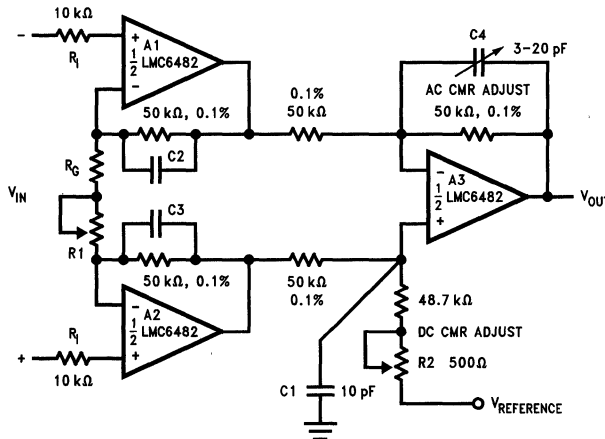 10 kΩ
−
RI
+
A1
1/2
LMC6482
−
50 kΩ, 0.1%
C2
0.1%
50 kΩ
C4
3-20 pF
AC CMR ADJUST
50 kΩ, 0.1%
RG
VIN
R1
C3
50 kΩ, 0.1%
50 kΩ
0.1%
−
A3
1/2
LMC6482
+
VOUT
−
A2
1/2
LMC6482
+
+
RI
10 kΩ
48.7 kΩ
DC CMR ADJUST
R2 500Ω
C1
10 pF
VREFERENCE